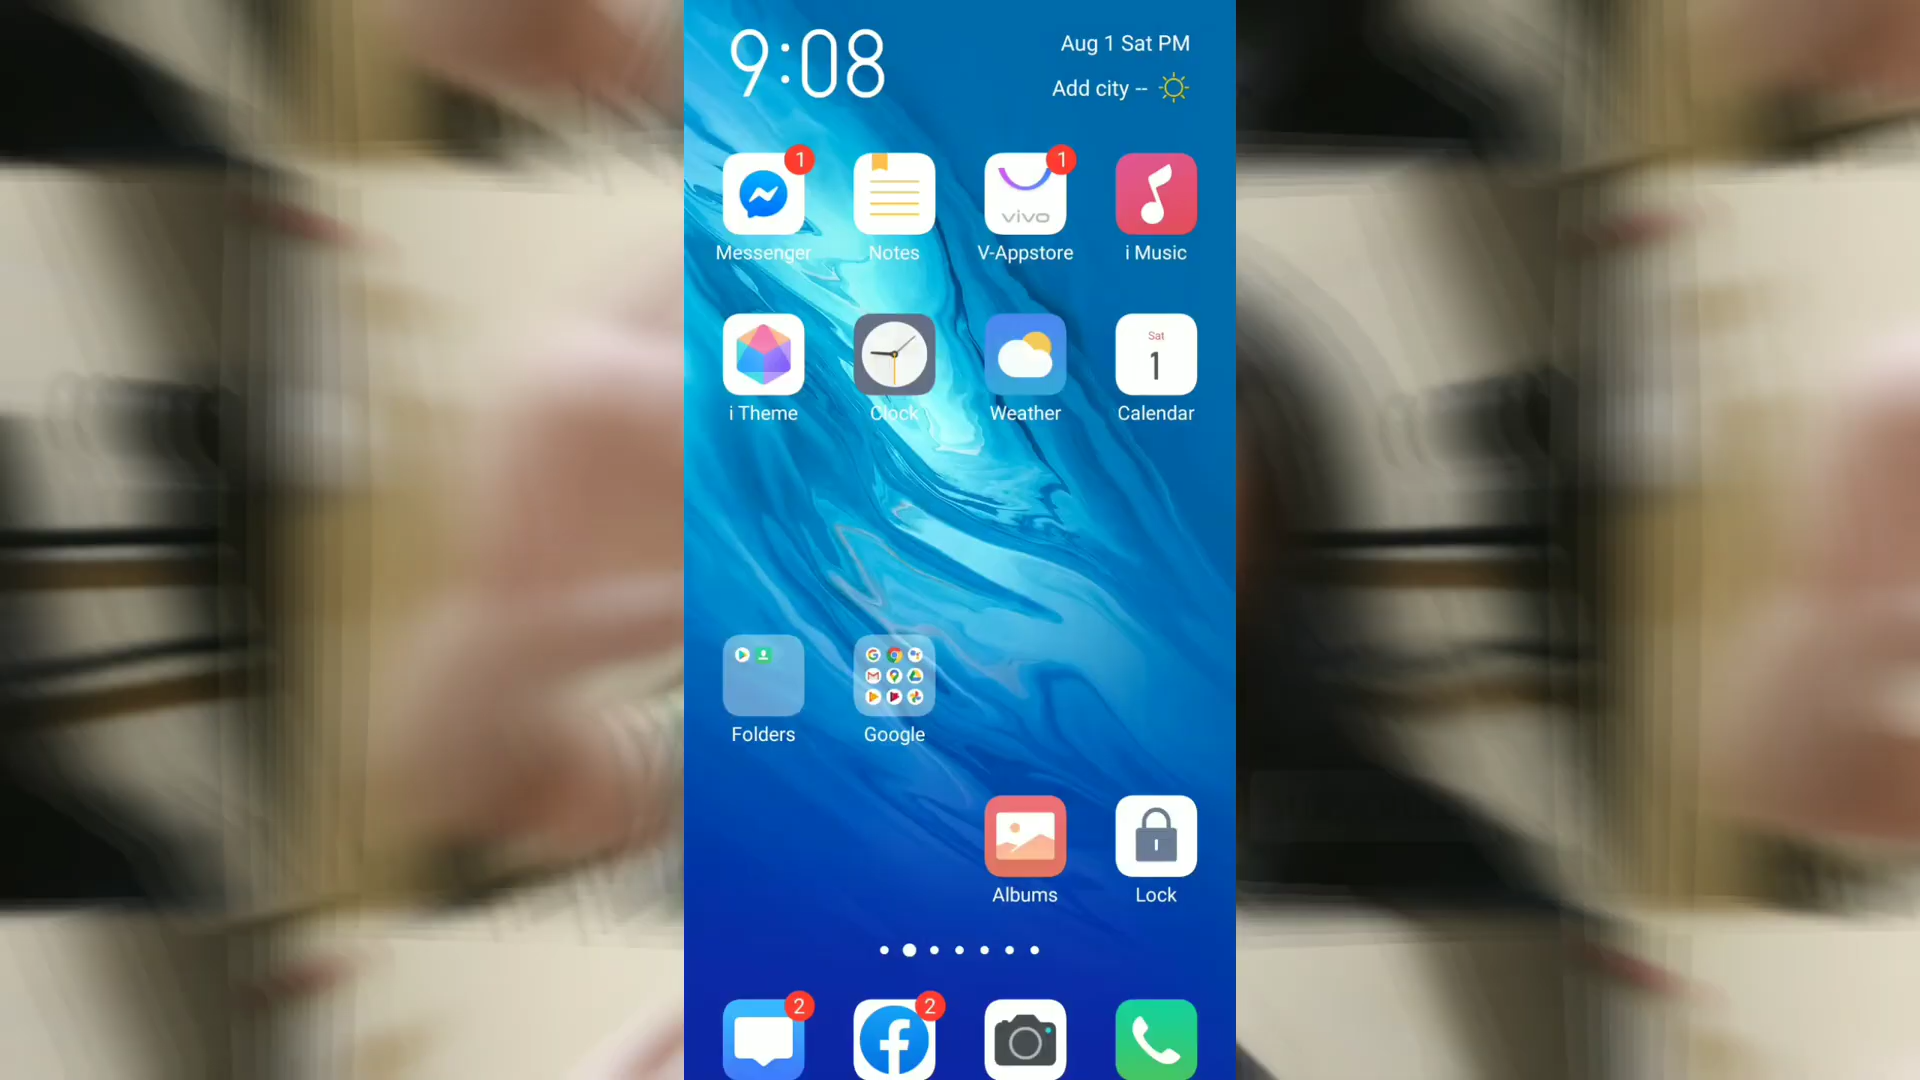 9:08
Aug 1 Sat PM
Add city --
1
1
vivo
Messenger
Notes
V-Appstore
i Music
Sat
1
i Theme
Clock
Weather
Calendar
Folders
Google
Albums
Lock
2
2